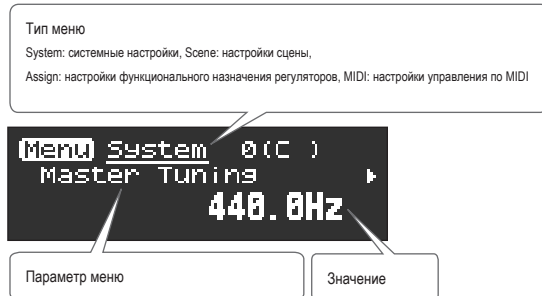 Тип меню
System: системные настройки, Scene: настройки сцены,
Assign: настройки функционального назначения регуляторов, MIDI: настройки управления по MIDI
Menu System 0(C )
Master Tuning
440.0Hz
Параметр меню
Значение